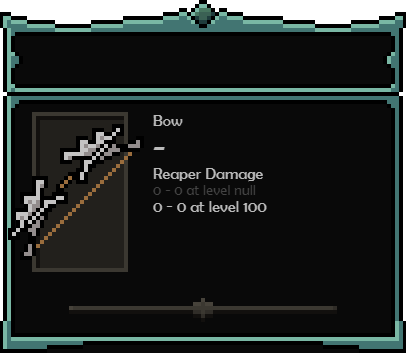 Bow
–
Reaper Damage
0 - 0 at level null
0 - 0 at level 100